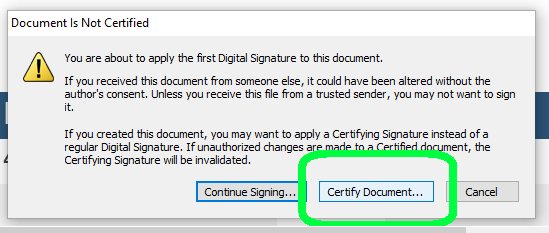 Document Is Not Certified
You are about to apply the first Digital Signature to this document.
If you received this document from someone else, it could have been altered without the
author's consent. Unless you receive this file from a trusted sender, you may not want to sign
it.
If you created this document, you may want to apply a Certifying Signature instead of a
regular Digital Signature. If unauthorized changes are made to a Certified document, the
Certifying Signature will be invalidated.
Continue Signing... Certify Document... Cancel